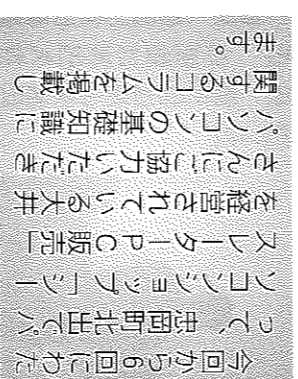 今回から6回にわた
って、忠岡町北出でパ
ソコンショップ「シー
スレーターPC販売」
を経営されている大井
さんにご協力いただき
パソコンの基礎知識に
関するコラムを掲載し
ます。